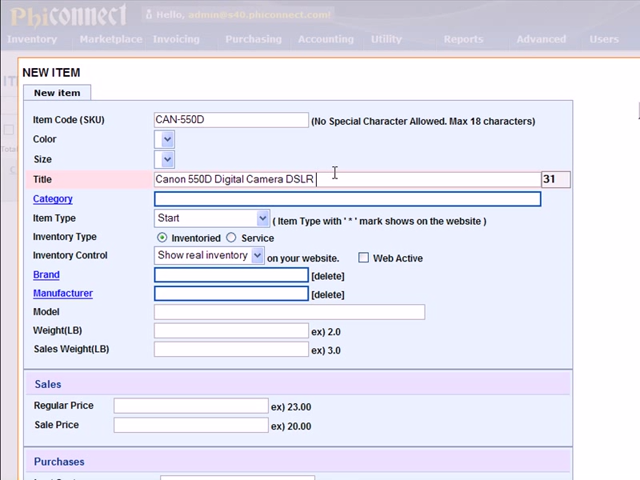 Phiconnect
Hello, admin@s40.phiconnect.com!
Inventory Marketplace Invoicing Purchasing Accounting Utility Reports Advanced Users
NEW ITEM
New item
Item Code (SKU) CAN-550D (No Special Character Allowed. Max 18 characters)
Color
Size
Title Canon 550D Digital Camera DSLR 31
Category
Item Type Start ( Item Type with ' * ' mark shows on the website )
Inventory Type Inventoried Service
Inventory Control Show real inventory on your website. Web Active
Brand [delete]
Manufacturer [delete]
Model
Weight(LB) ex) 2.0
Sales Weight(LB) ex) 3.0
Sales
Regular Price ex) 23.00
Sale Price ex) 20.00
Purchases